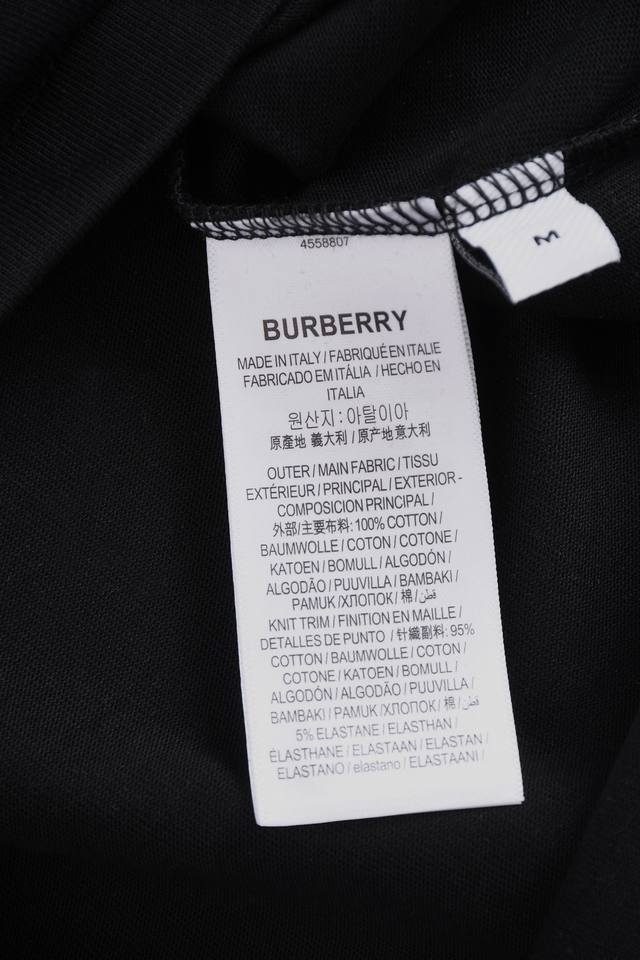 4558807
M
BURBERRY
MADE IN ITALY / FABRIQUÉ EN ITALIE
FABRICADO EM ITÁLIA / HECHO EN
ITALIA
원산지 : 이탈이아
原產地 義大利 / 原产地意大利
OUTER / MAIN FABRIC / TISSU
EXTÉRIEUR / PRINCIPAL / EXTERIOR -
COMPOSICION PRINCIPAL /
外部/主要布料: 100% COTTON /
BAUMWOLLE / COTON / COTONE /
KATOEN / BOMULL / ALGODÓN /
ALGODÃO / PUUVILLA / BAMBAKI /
PAMUK /ХЛОПОК / 棉 / قطن
KNIT TRIM / FINITION EN MAILLE /
DETALLES DE PUNTO / 针織副料: 95%
COTTON / BAUMWOLLE / COTON /
COTONE / KATOEN / BOMULL /
ALGODÓN / ALGODÃO / PUUVILLA /
BAMBAKI / PAMUK /ХЛОПОК / 棉 / قطن
5% ELASTANE / ELASTHAN /
ÉLASTHANE / ELASTAAN / ELASTAN /
ELASTANO / elastano / ELASTAANI /